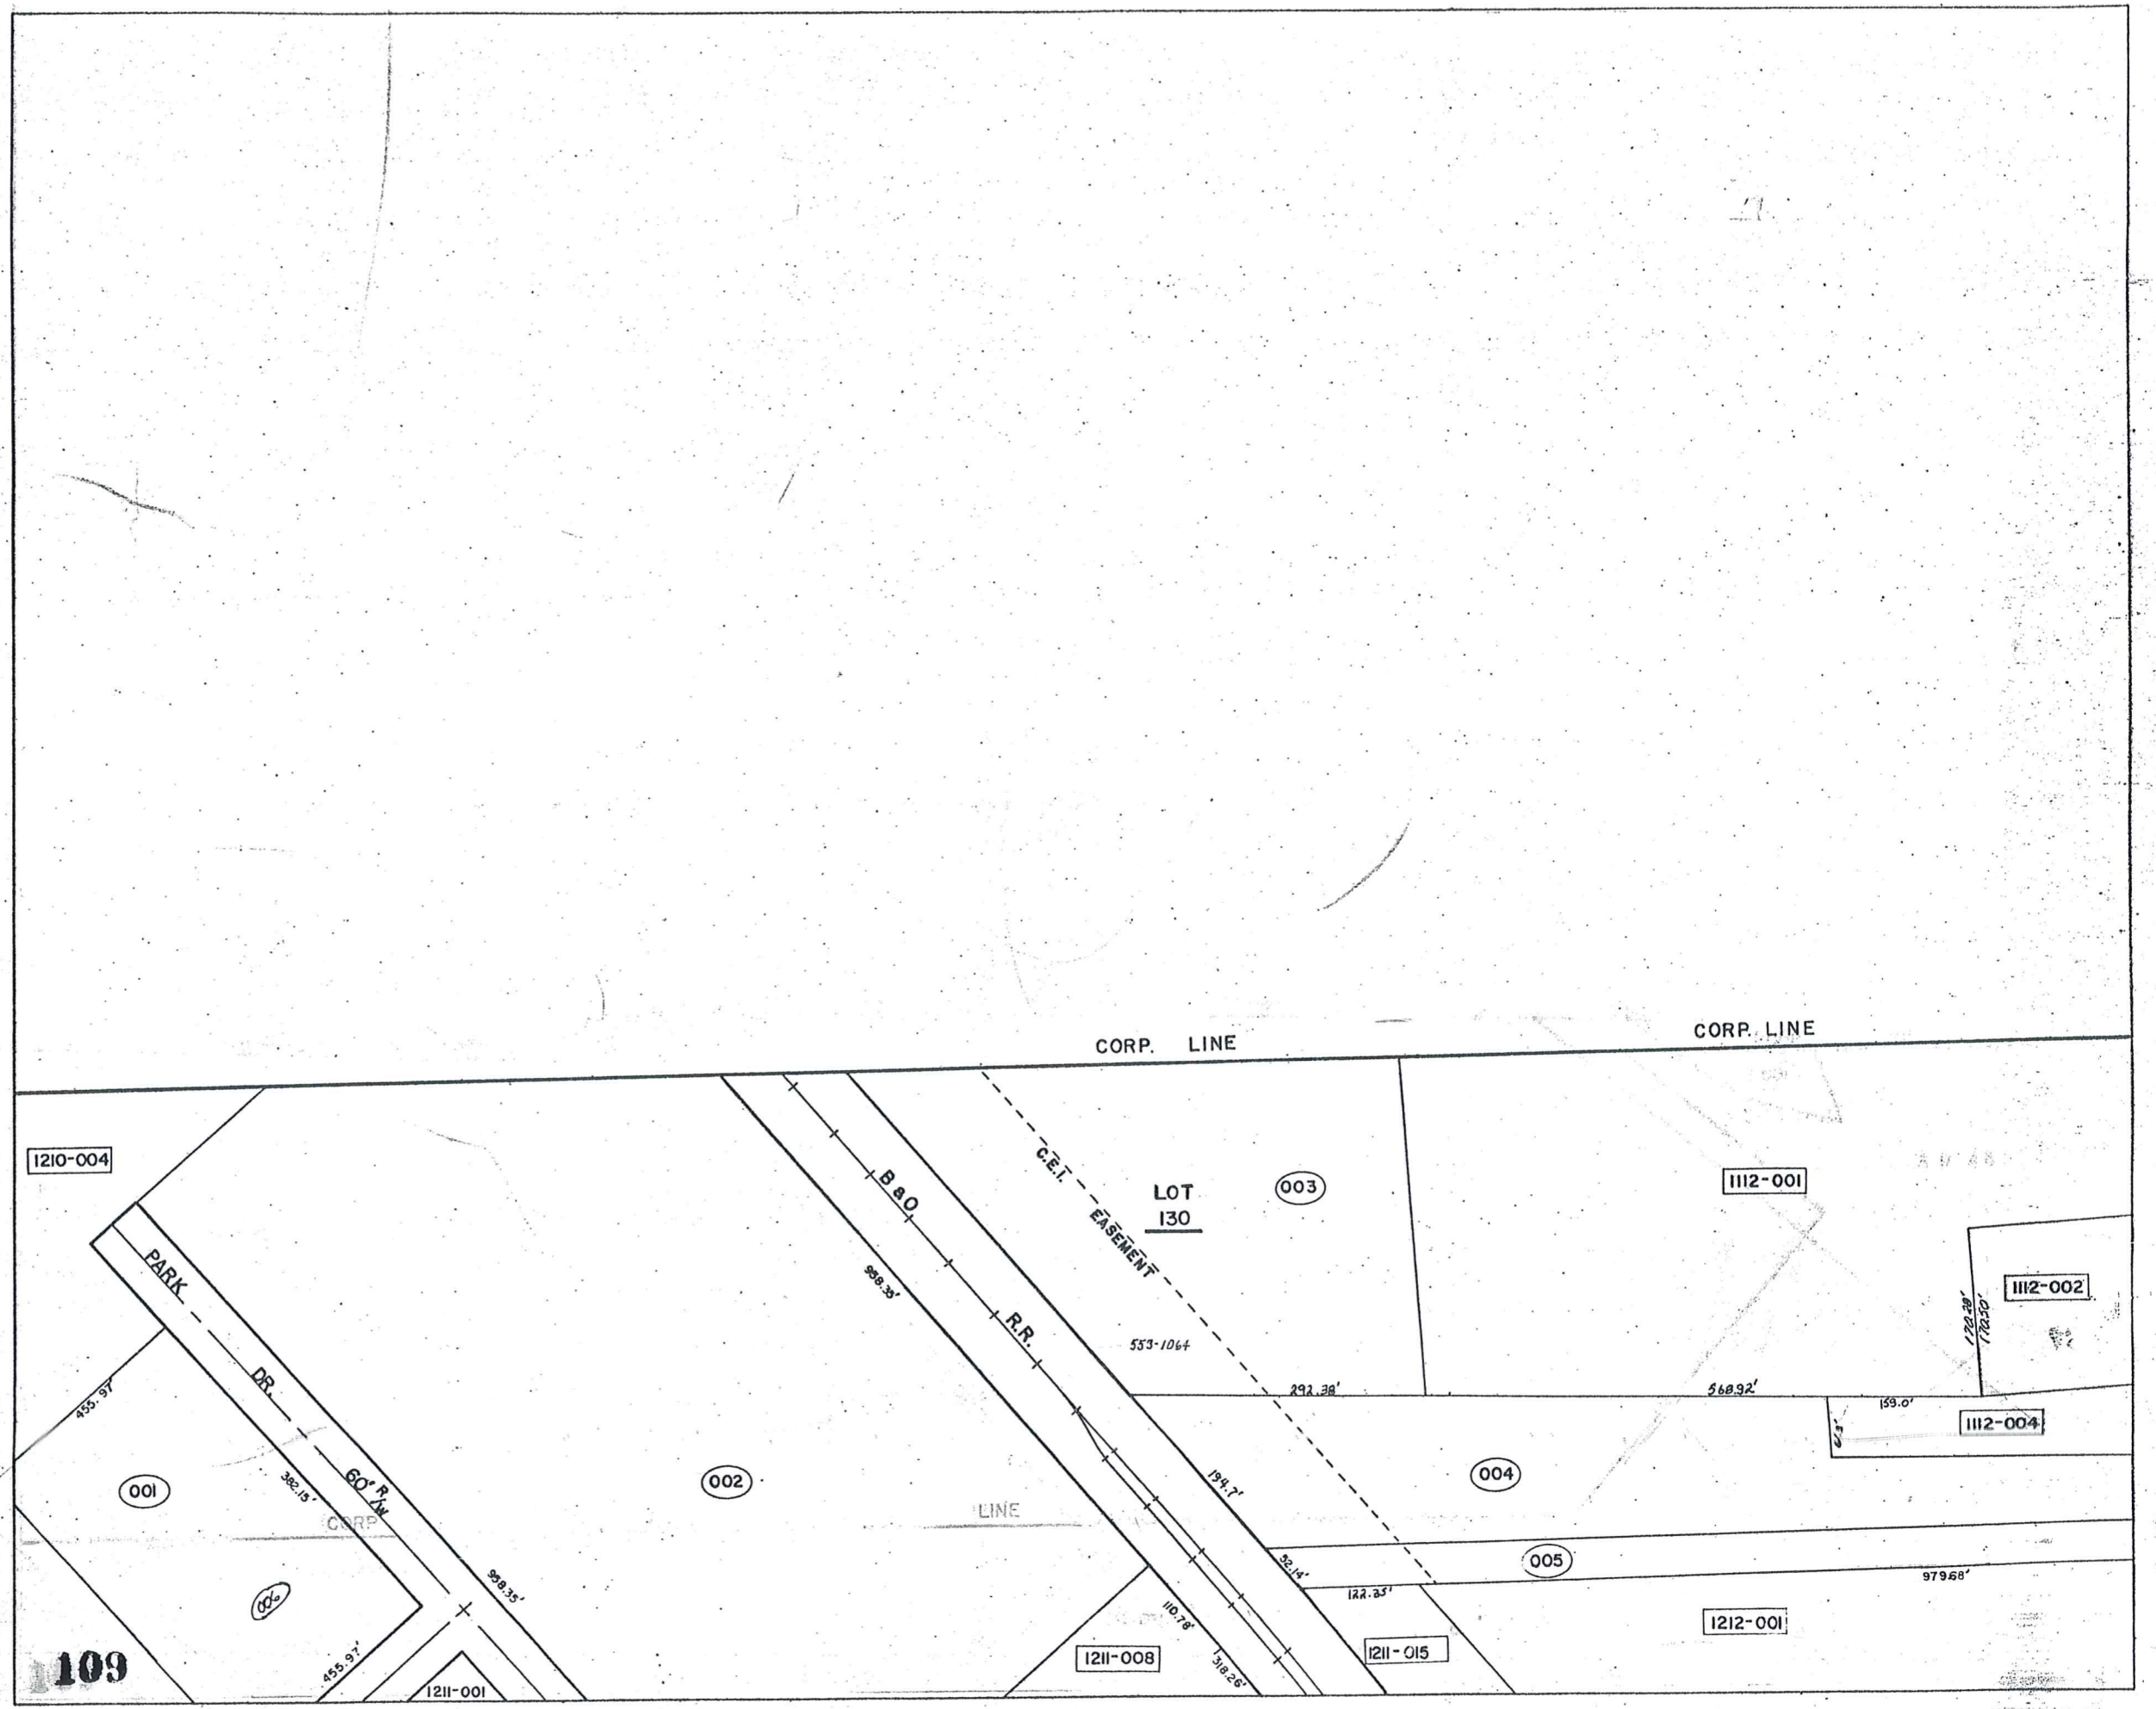 CORP. LINE
CORP. LINE
1210-004
C.E.I.
EASEMENT
LOT
130
003
1112-001
B&O.
R.R.
PARK
DR.
60' R/W
958.35'
1112-002
170.28'
170.50'
553-1064
292.38'
568.92'
159.0'
1112-004
455.97'
001
382.15'
002
194.7'
004
CORP
LINE
005
52.14'
122.35'
979.68'
958.35'
006
110.78'
1212-001
109
455.97'
1211-001
1211-008
318.26'
1211-015